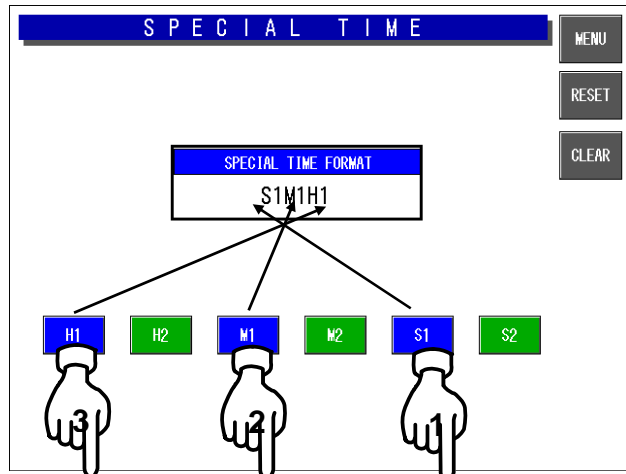 SPECIAL TIME
MENU
RESET
CLEAR
SPECIAL TIME FORMAT
S1M1H1
H1 H2 M1 M2 S1 S2
3 2 1